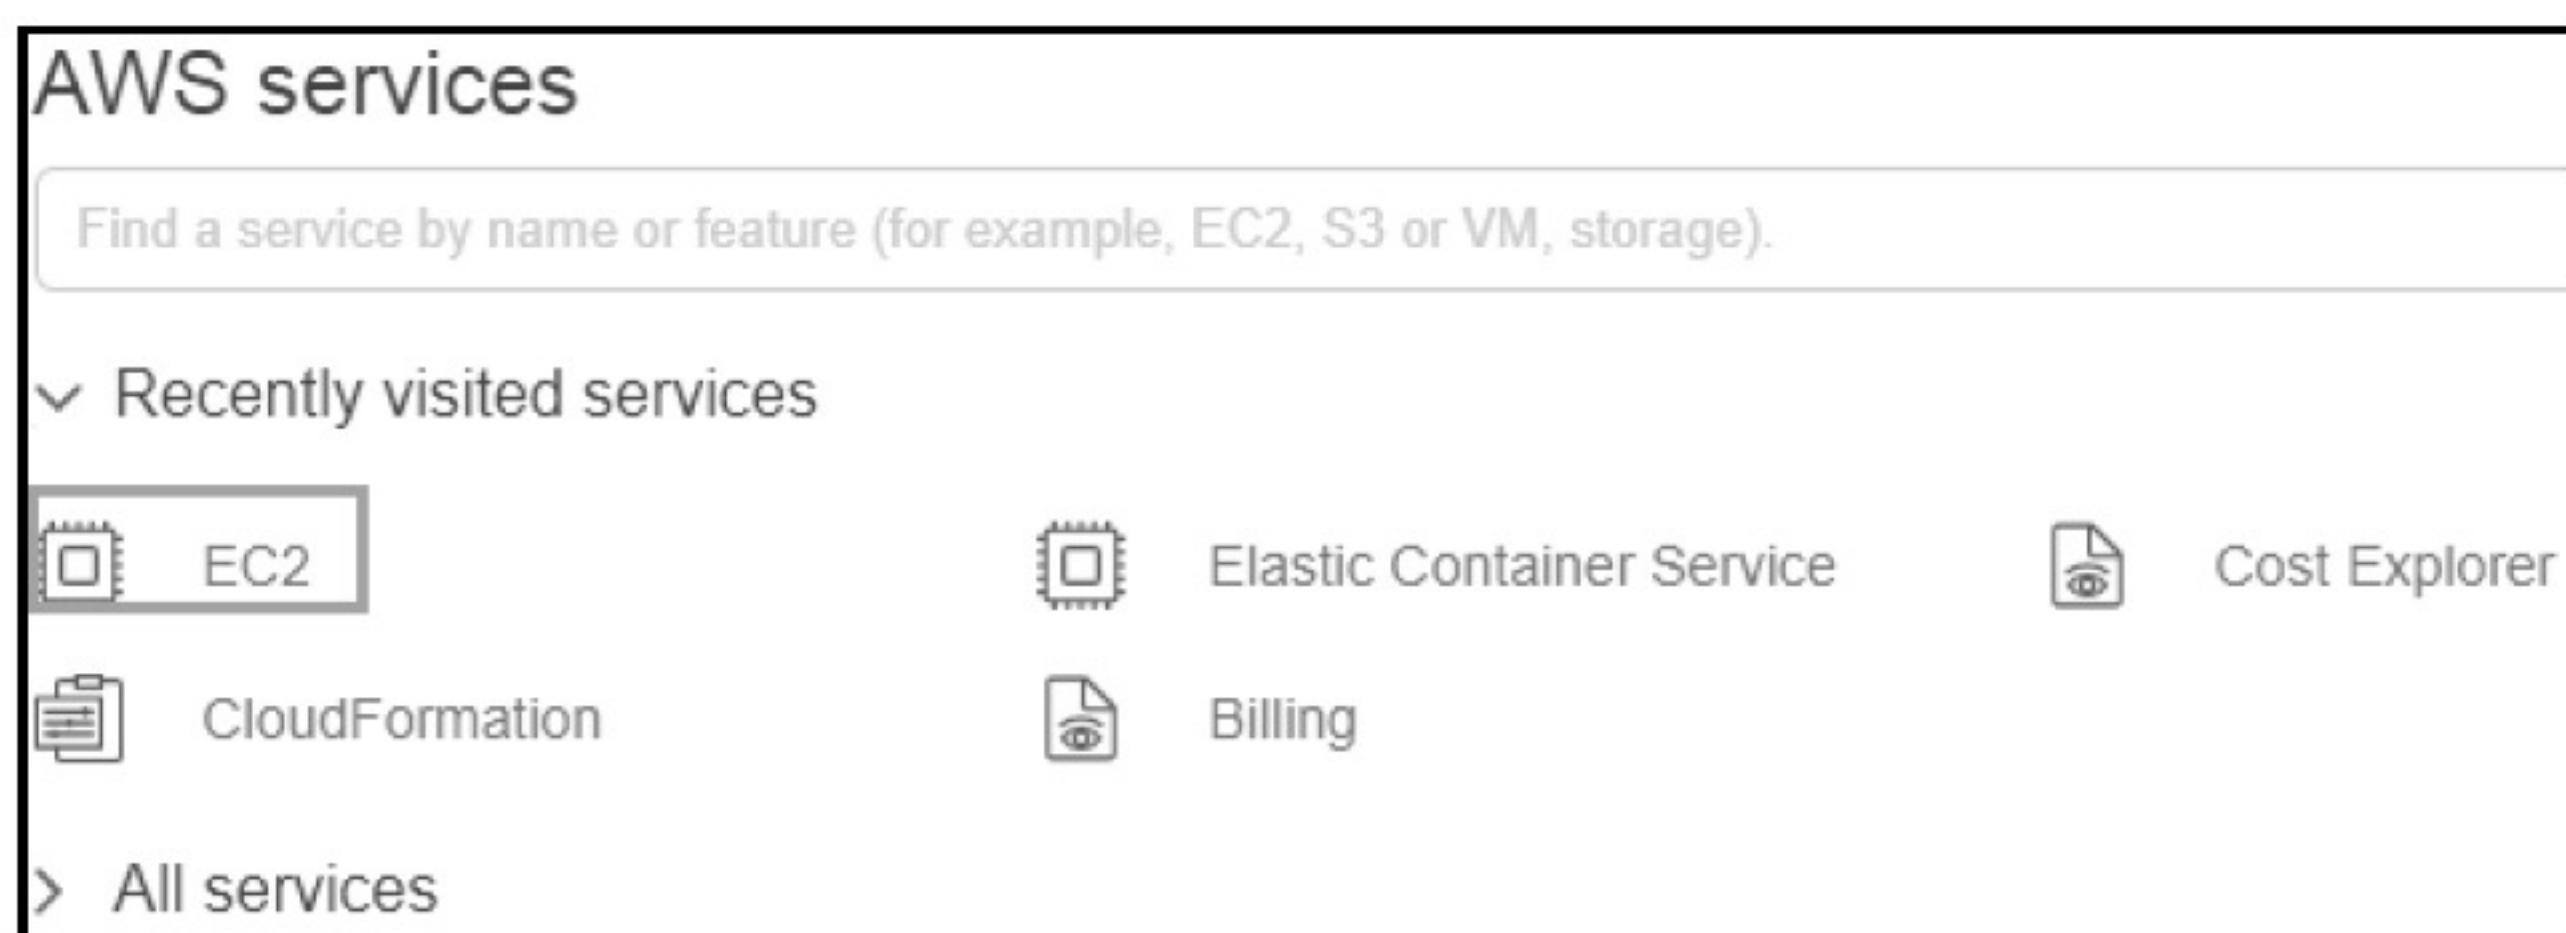 AWS services
Find a service by name or feature (for example, EC2, S3 or VM, storage).
Recently visited services
EC2 Elastic Container Service Cost Explorer
CloudFormation Billing
All services